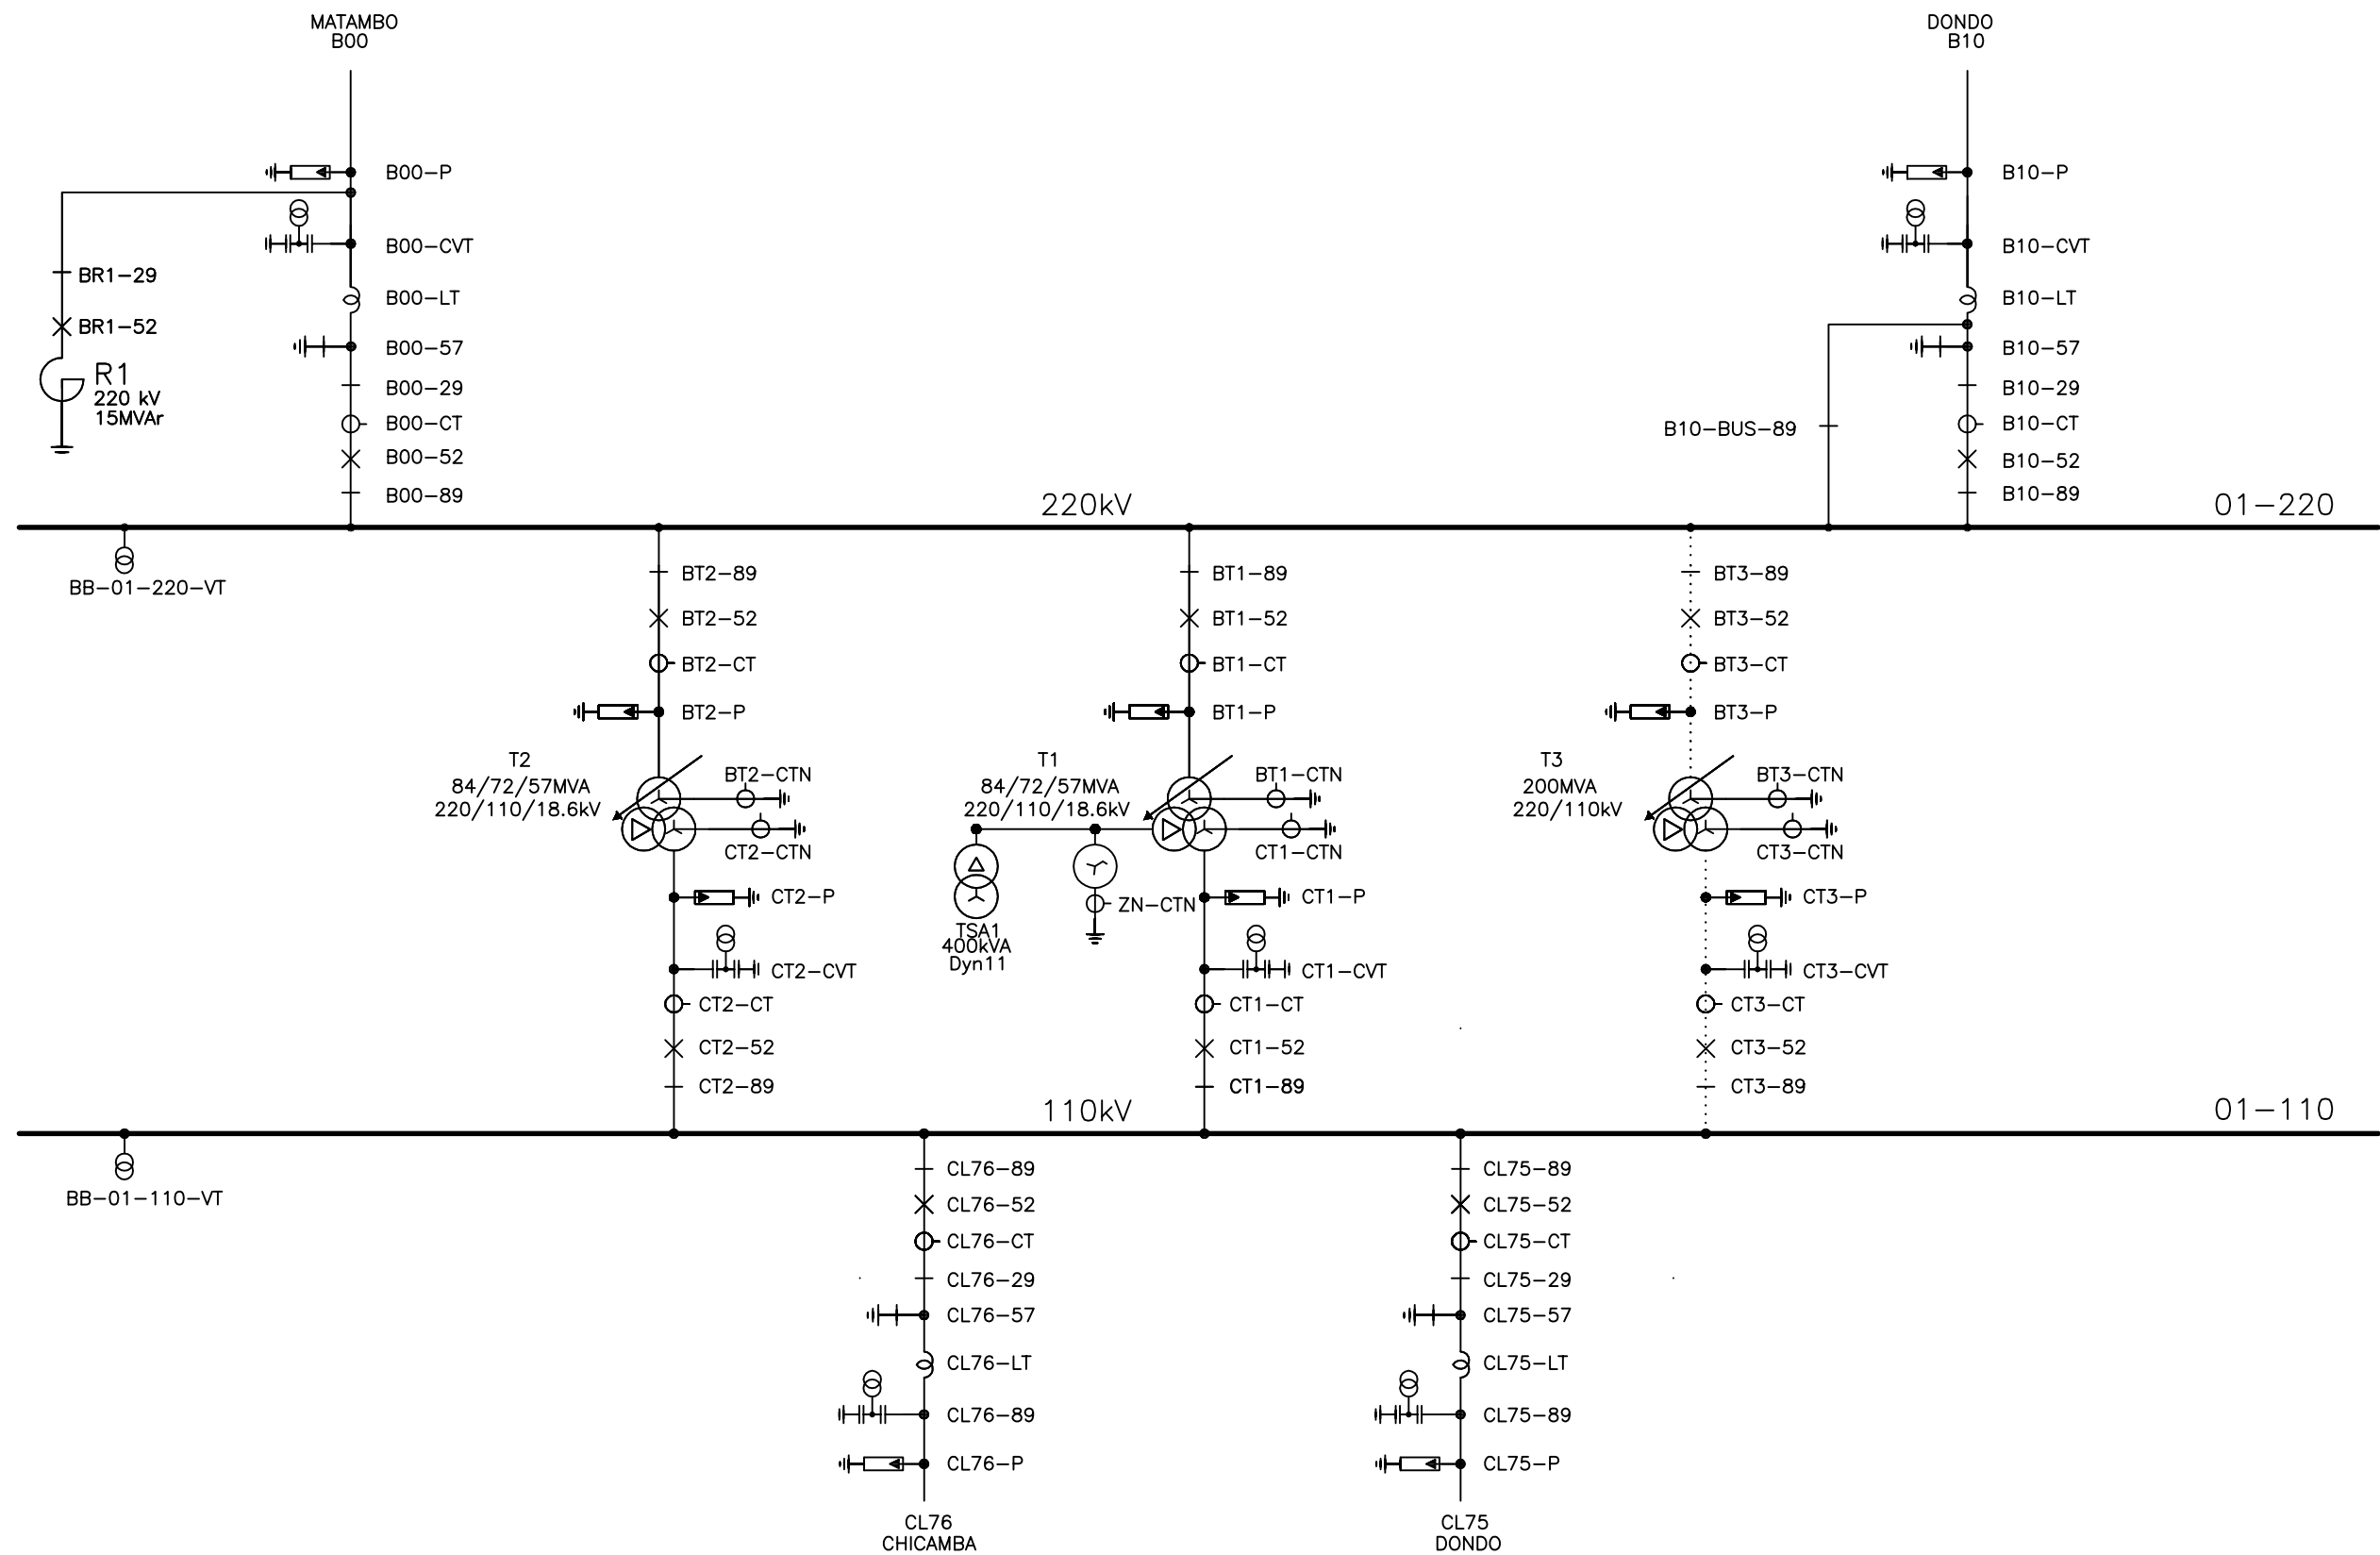 MATAMBO
B00
DONDO
B10
B00-P
B10-P
B00-CVT
B10-CVT
BR1-29
B00-LT
B10-LT
BR1-52
B00-57
B10-57
R1
220 kV
15MVAr
B00-29
B10-29
B00-CT
B10-CT
B10-BUS-89
B00-52
B10-52
B00-89
B10-89
220kV
01-220
BB-01-220-VT
BT2-89
BT1-89
BT3-89
BT2-52
BT1-52
BT3-52
BT2-CT
BT1-CT
BT3-CT
BT2-P
BT1-P
BT3-P
T2
84/72/57MVA
220/110/18.6kV
BT2-CTN
CT2-CTN
T1
84/72/57MVA
220/110/18.6kV
BT1-CTN
CT1-CTN
T3
200MVA
220/110kV
BT3-CTN
CT3-CTN
CT2-P
ZN-CTN
CT1-P
CT3-P
TSA1
400kVA
Dyn11
CT2-CVT
CT1-CVT
CT3-CVT
CT2-CT
CT1-CT
CT3-CT
CT2-52
CT1-52
CT3-52
CT2-89
CT1-89
CT3-89
110kV
01-110
BB-01-110-VT
CL76-89
CL75-89
CL76-52
CL75-52
CL76-CT
CL75-CT
CL76-29
CL75-29
CL76-57
CL75-57
CL76-LT
CL75-LT
CL76-89
CL75-89
CL76-P
CL75-P
CL76
CHICAMBA
CL75
DONDO